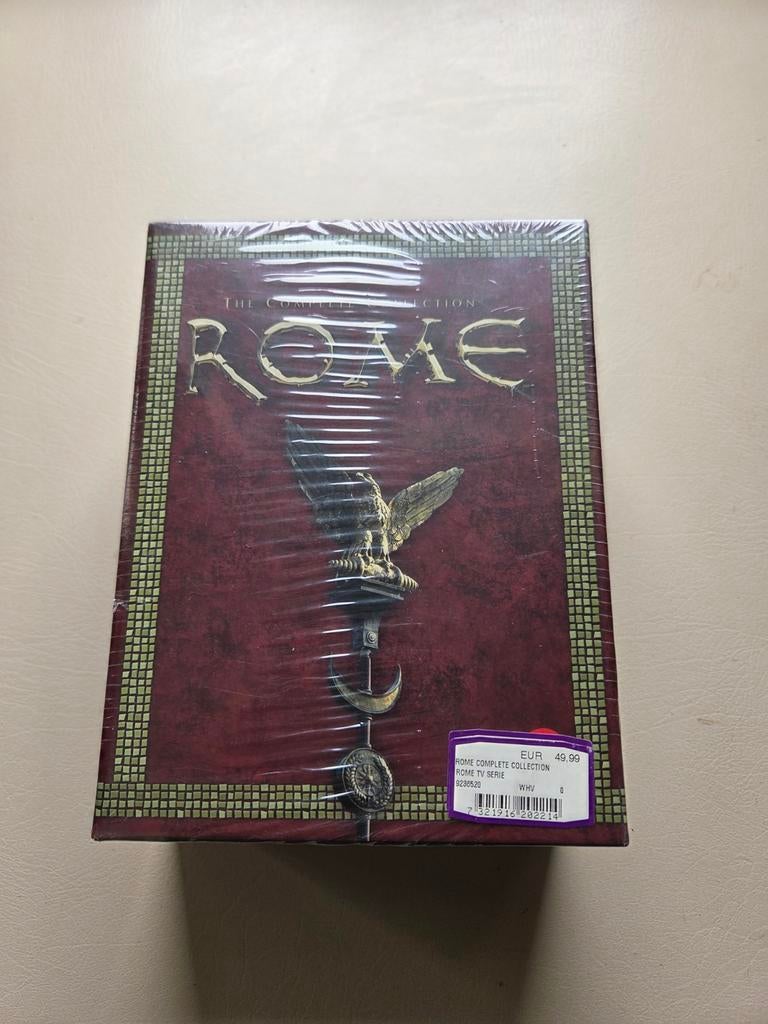 THE COMPLETE COLLECTION
ROME
EUR 49,99
ROME COMPLETE COLLECTION
ROME TV SERIE
9236520 WHV 0
7 321916 202214